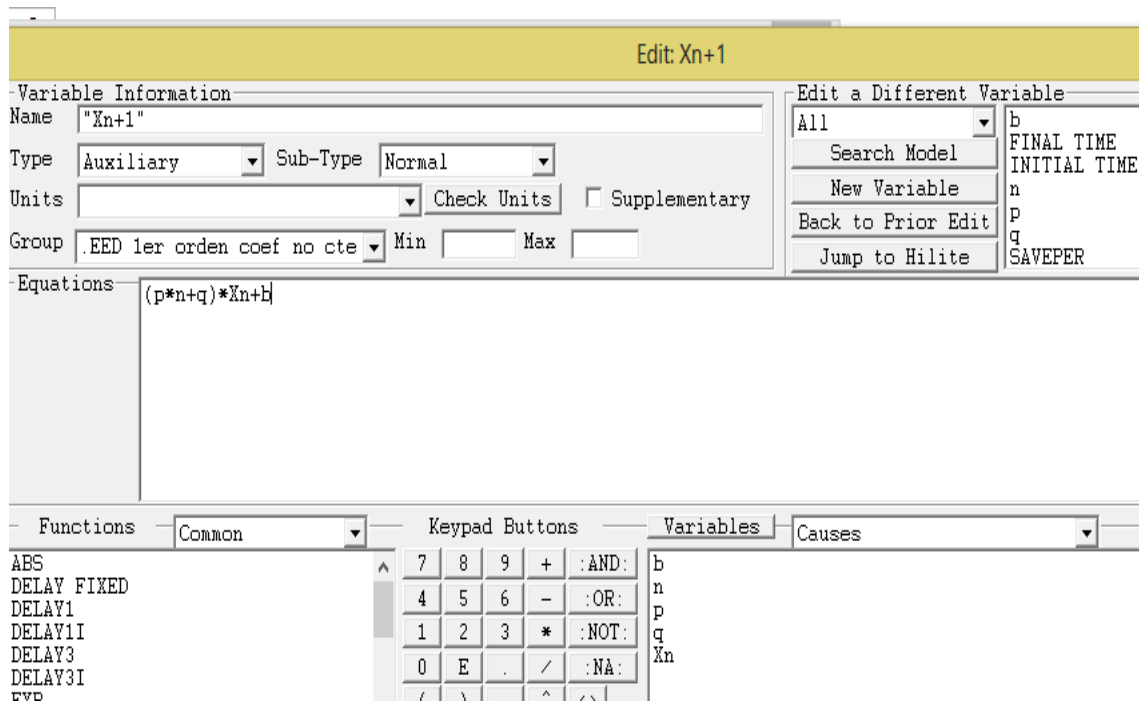 Edit: Xn+1
Variable Information
Name "Xn+1"
Type Auxiliary Sub-Type Normal
Units Check Units Supplementary
Group .EED 1er orden coef no cte Min Max
Edit a Different Variable
All
Search Model
New Variable
Back to Prior Edit
Jump to Hilite
b
FINAL TIME
INITIAL TIME
n
p
q
SAVEPER
Equations
(p*n+q)*Xn+b
Functions Common
ABS
DELAY FIXED
DELAY1
DELAY1I
DELAY3
DELAY3I
Keypad Buttons
7 8 9 + :AND:
4 5 6 - :OR:
1 2 3 * :NOT:
0 E . / :NA:
( ) ^
Variables Causes
b
n
p
q
Xn